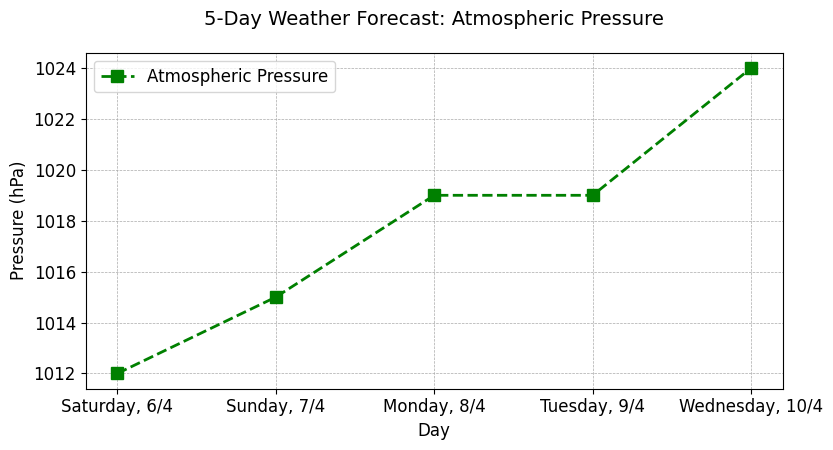 5-Day Weather Forecast: Atmospheric Pressure
Atmospheric Pressure
Pressure (hPa)
1024
1022
1020
1018
1016
1014
1012
Saturday, 6/4
Sunday, 7/4
Monday, 8/4
Tuesday, 9/4
Wednesday, 10/4
Day